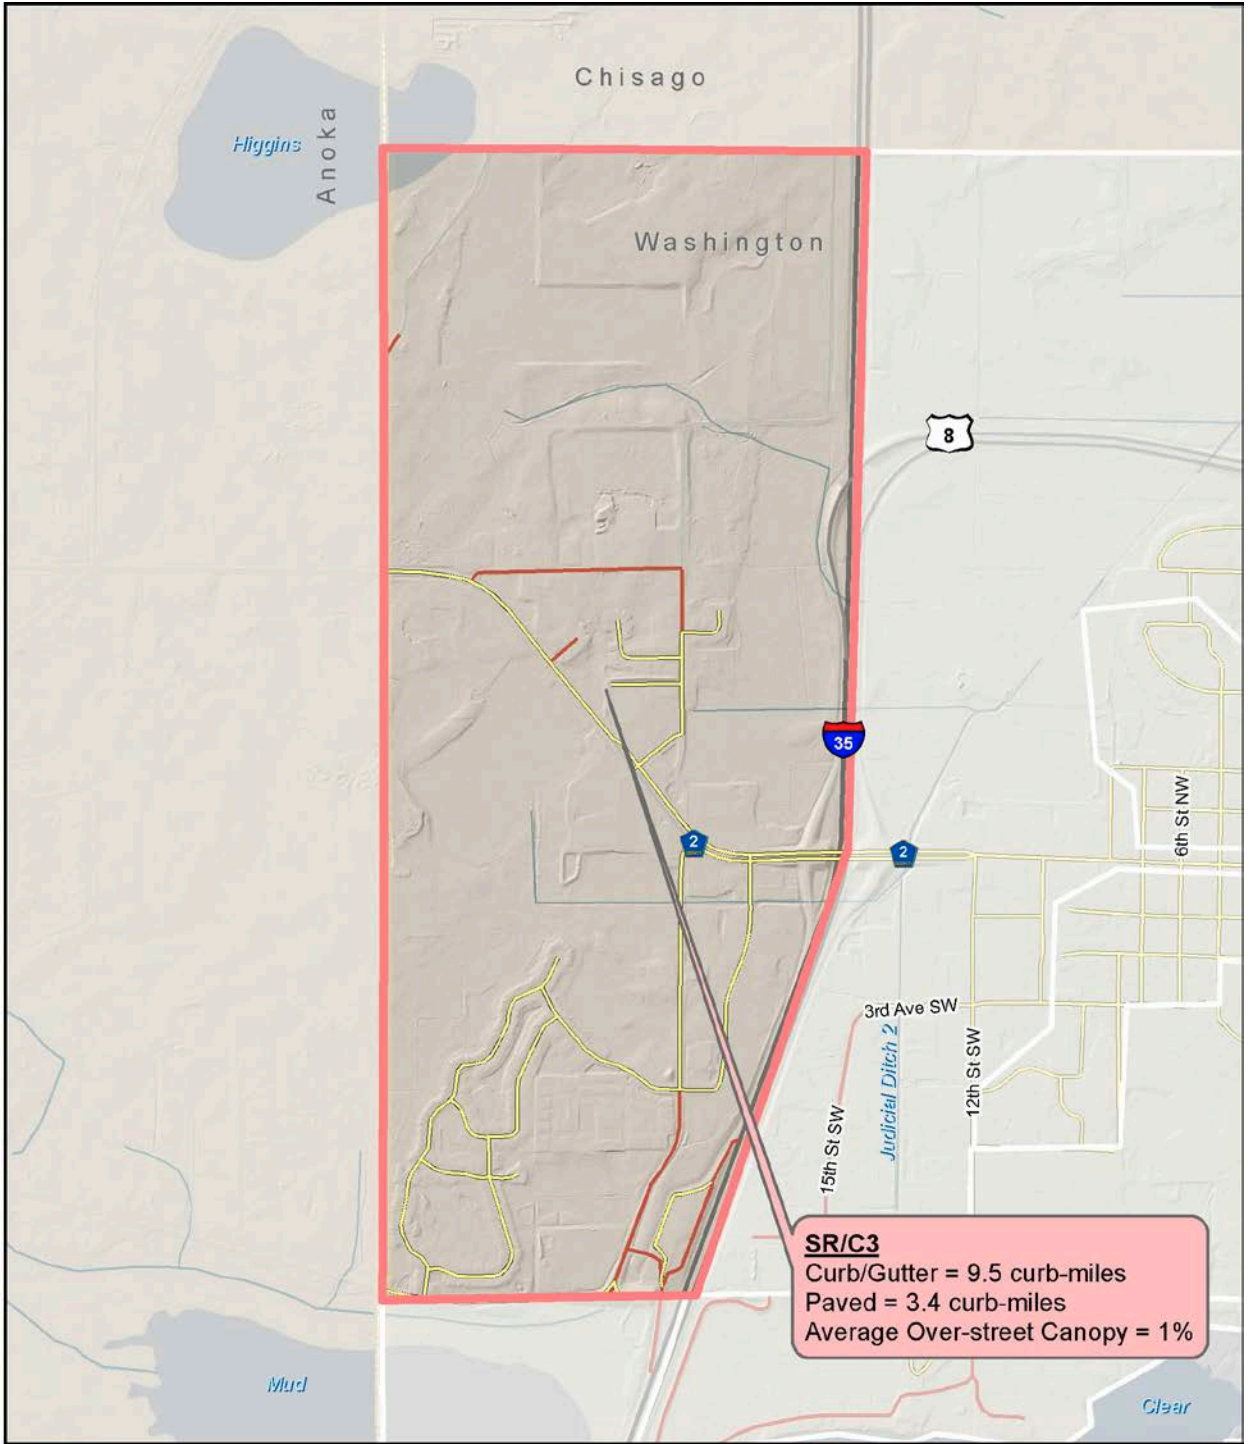 Chisago
Higgins
Anoka
Washington
8
35
2
2
6th St NW
3rd Ave SW
Judicial Ditch 2
12th St SW
15th St SW
SR/C3
Curb/Gutter = 9.5 curb-miles
Paved = 3.4 curb-miles
Average Over-street Canopy = 1%
Mud
Clear